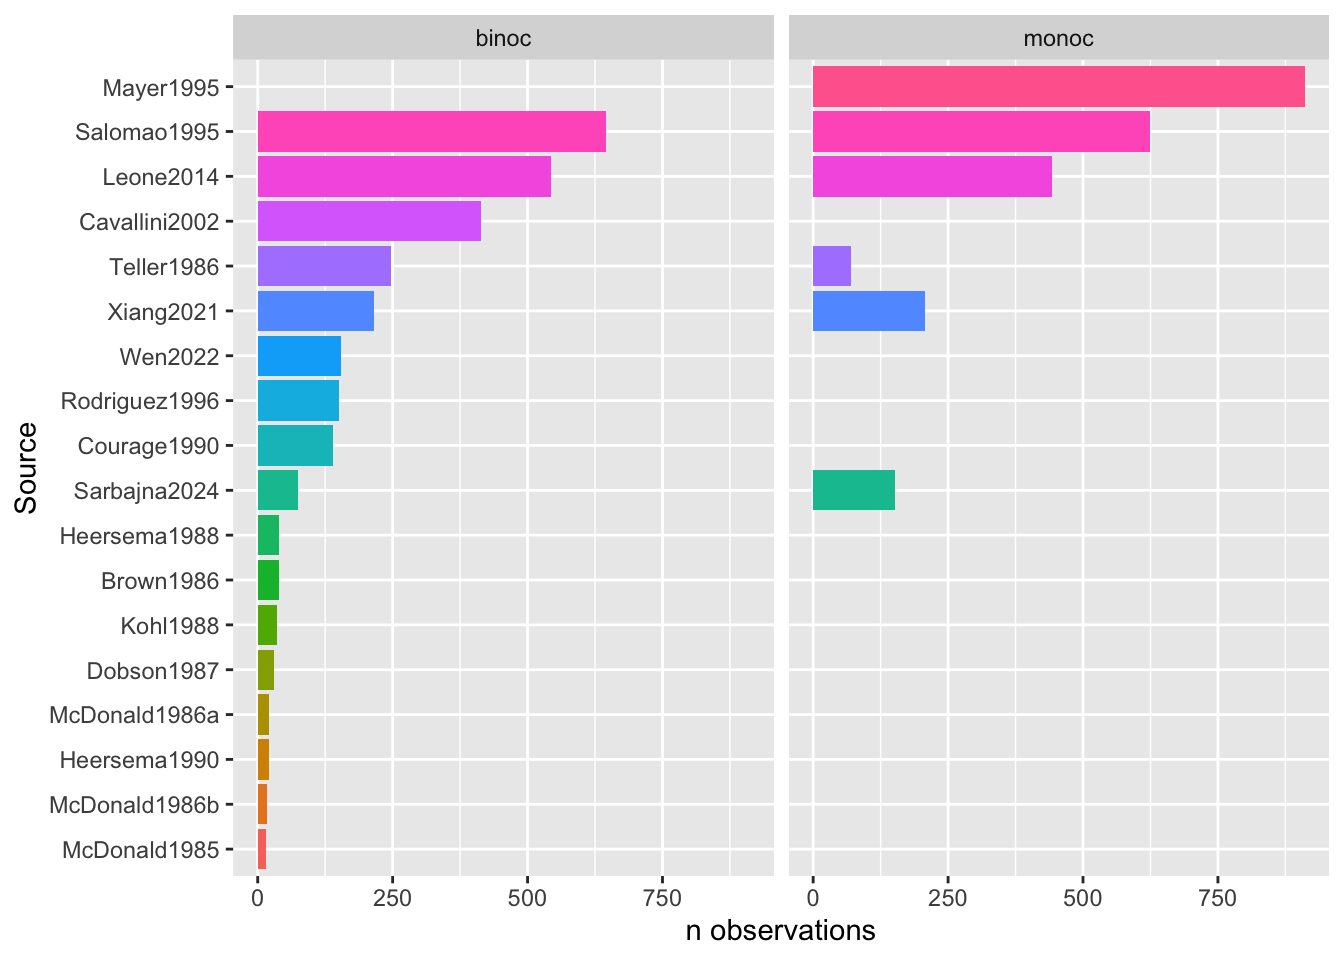 binoc
monoc
Mayer1995
Salomao1995
Leone2014
Cavallini2002
Teller1986
Xiang2021
Wen2022
Rodriguez1996
Courage1990
Sarbajna2024
Heersema1988
Brown1986
Kohl1988
Dobson1987
McDonald1986a
Heersema1990
McDonald1986b
McDonald1985
Source
0 250 500 750
0 250 500 750
n observations